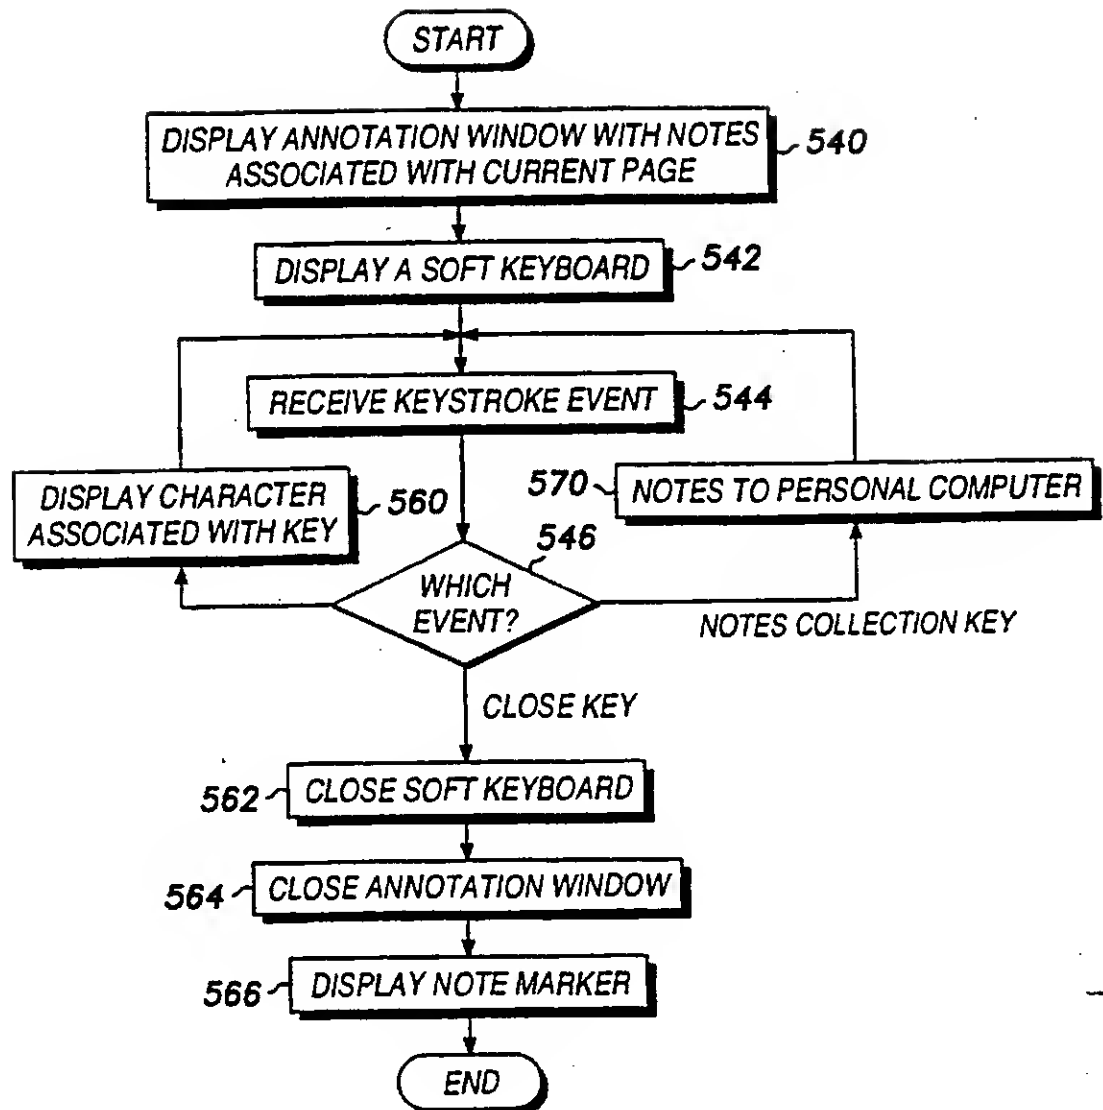 START
DISPLAY ANNOTATION WINDOW WITH NOTES
ASSOCIATED WITH CURRENT PAGE
540
DISPLAY A SOFT KEYBOARD
542
RECEIVE KEYSTROKE EVENT
544
DISPLAY CHARACTER
ASSOCIATED WITH KEY
560
570
NOTES TO PERSONAL COMPUTER
546
WHICH
EVENT?
NOTES COLLECTION KEY
CLOSE KEY
562
CLOSE SOFT KEYBOARD
564
CLOSE ANNOTATION WINDOW
566
DISPLAY NOTE MARKER
END